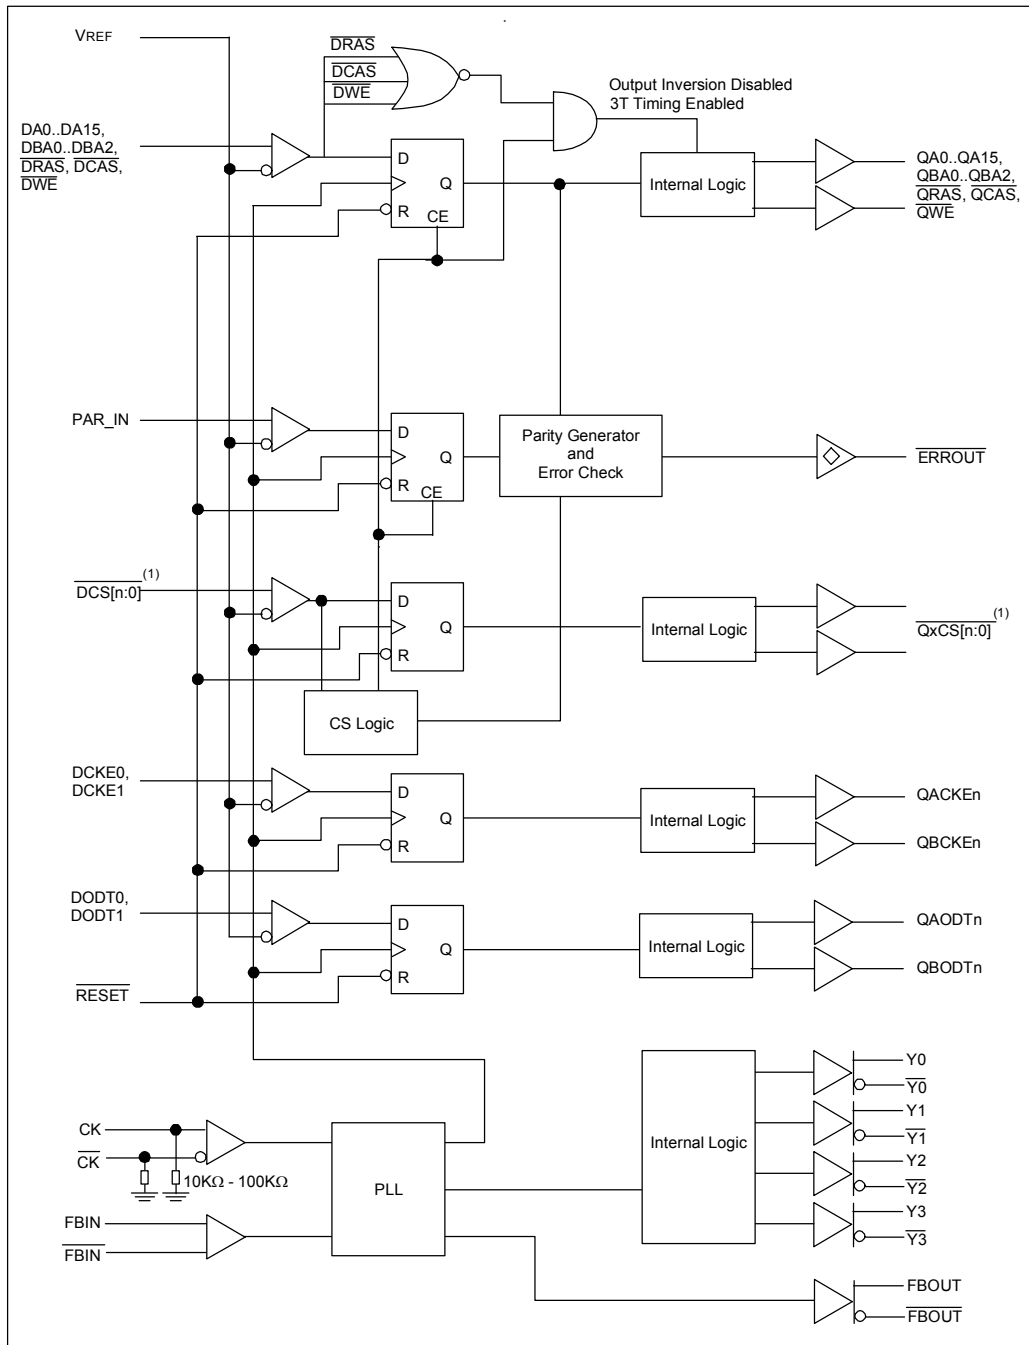 VREF
DRAS
DCAS
DWE
Output Inversion Disabled
3T Timing Enabled
DA0..DA15,
DBA0..DBA2,
DRAS, DCAS,
DWE
D
Q
R
CE
Internal Logic
QA0..QA15,
QBA0..QBA2,
QRAS, QCAS,
QWE
PAR_IN
D
Q
R
CE
Parity Generator
and
Error Check
ERROUT
DCS[n:0](1)
D
Q
R
Internal Logic
QxCS[n:0](1)
CS Logic
DCKE0,
DCKE1
D
Q
R
Internal Logic
QACKEn
QBCKEn
DODT0,
DODT1
D
Q
R
Internal Logic
QAODTn
QBODTn
RESET
CK
CK
10KΩ - 100KΩ
FBIN
FBIN
PLL
Internal Logic
Y0
Y0
Y1
Y1
Y2
Y2
Y3
Y3
FBOUT
FBOUT